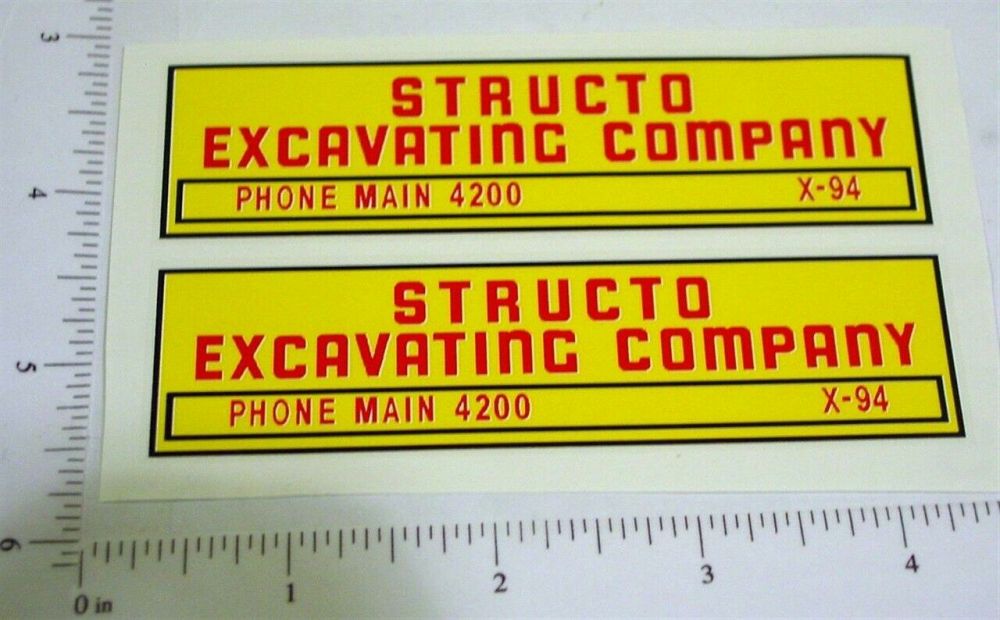 STRUCTO
EXCAVATING COMPANY
PHONE MAIN 4200 X-94
STRUCTO
EXCAVATING COMPANY
PHONE MAIN 4200 X-94
3
4
5
6
0 in 1 2 3 4